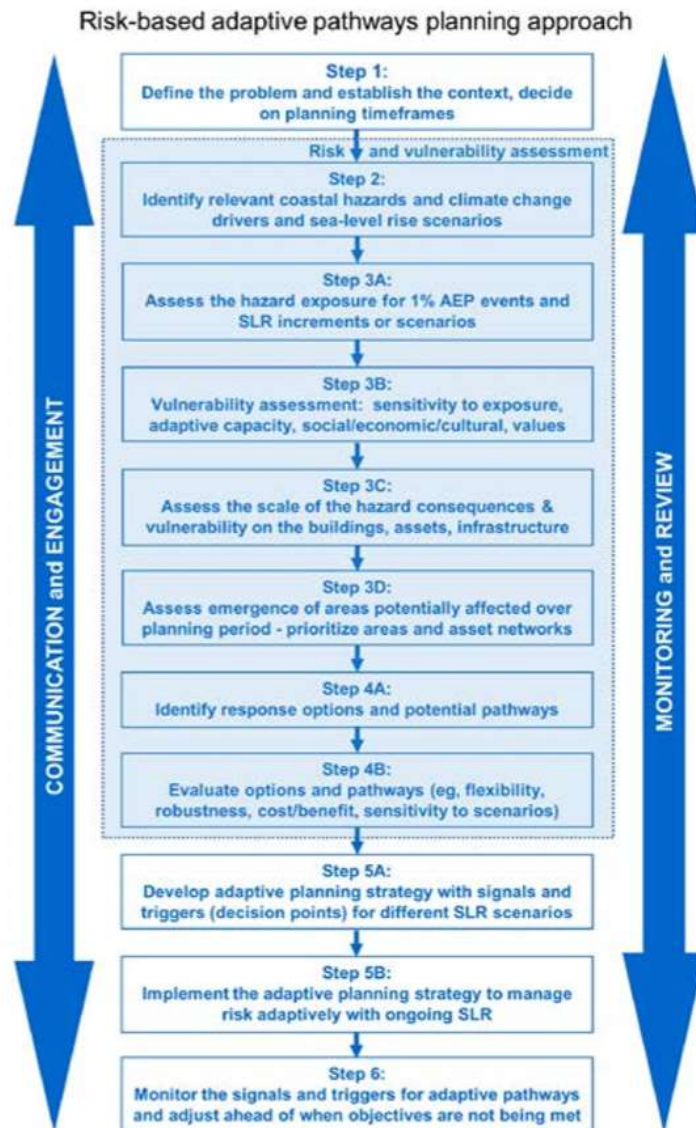 Risk-based adaptive pathways planning approach
Step 1:
Define the problem and establish the context, decide
on planning timeframes
Risk and vulnerability assessment
Step 2:
Identify relevant coastal hazards and climate change
drivers and sea-level rise scenarios
Step 3A:
Assess the hazard exposure for 1% AEP events and
SLR increments or scenarios
Step 3B:
Vulnerability assessment: sensitivity to exposure,
adaptive capacity, social/economic/cultural, values
Step 3C:
Assess the scale of the hazard consequences &
vulnerability on the buildings, assets, infrastructure
Step 3D:
Assess emergence of areas potentially affected over
planning period - prioritize areas and asset networks
Step 4A:
Identify response options and potential pathways
Step 4B:
Evaluate options and pathways (eg, flexibility,
robustness, cost/benefit, sensitivity to scenarios)
Step 5A:
Develop adaptive planning strategy with signals and
triggers (decision points) for different SLR scenarios
Step 5B:
Implement the adaptive planning strategy to manage
risk adaptively with ongoing SLR
Step 6:
Monitor the signals and triggers for adaptive pathways
and adjust ahead of when objectives are not being met
COMMUNICATION and ENGAGEMENT
MONITORING and REVIEW